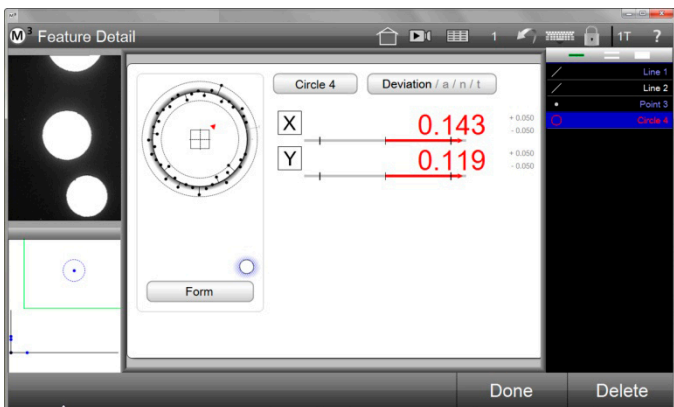 M³ Feature Detail
1
1T
?
Circle 4
Deviation / a / n / t
X
0.143
+ 0.050
- 0.050
Y
0.119
+ 0.050
- 0.050
Form
Line 1
Line 2
Point 3
Circle 4
Done
Delete